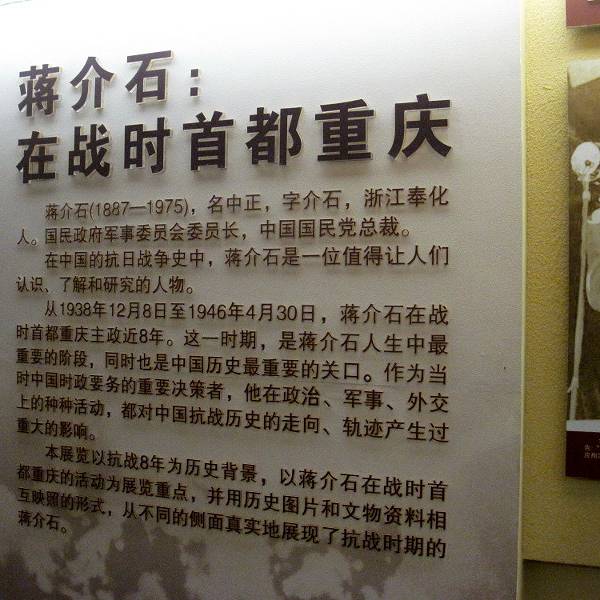 蒋介石：
在战时首都重庆
蒋介石(1887—1975)，名中正，字介石，浙江奉化
人。国民政府军事委员会委员长，中国国民党总裁。
在中国的抗日战争史中，蒋介石是一位值得让人们
认识、了解和研究的人物。
从1938年12月8日至1946年4月30日，蒋介石在战
时首都重庆主政近8年。这一时期，是蒋介石人生中最
重要的阶段，同时也是中国历史最重要的关口。作为当
时中国时政要务的重要决策者，他在政治、军事、外交
上的种种活动，都对中国抗战历史的走向、轨迹产生过
重大的影响。
本展览以抗战8年为历史背景，以蒋介石在战时首
都重庆的活动为展览重点，并用历史图片和文物资料相
互映照的形式，从不同的侧面真实地展现了抗战时期的
蒋介石。